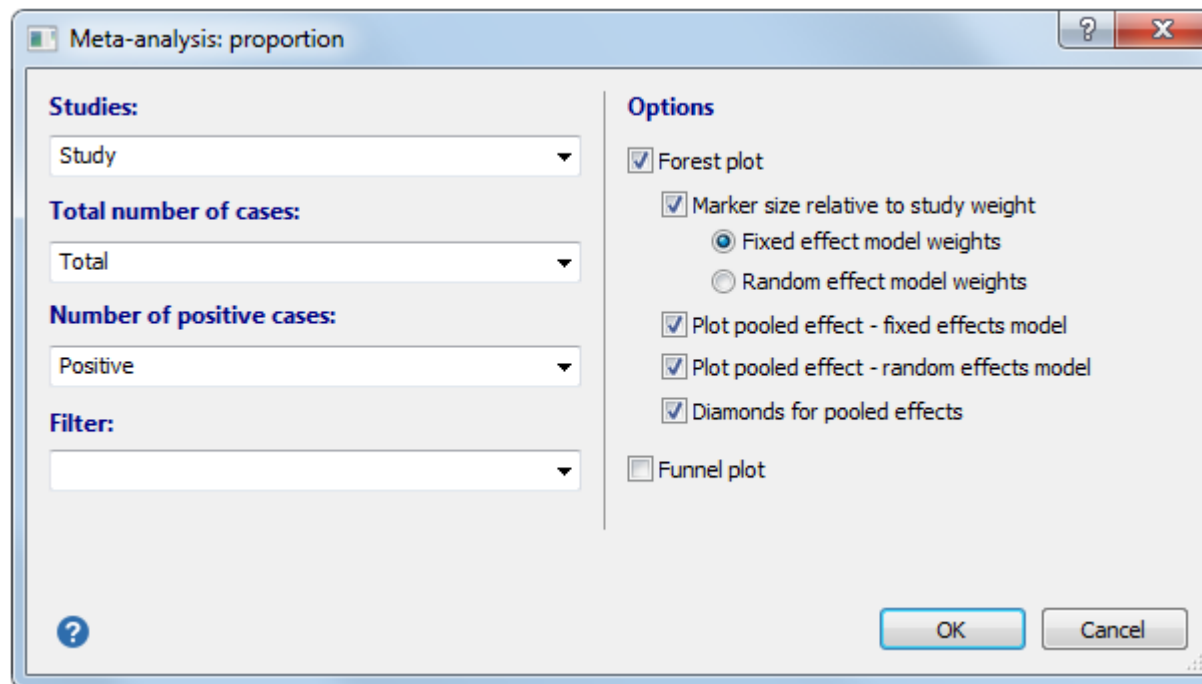 Meta-analysis: proportion
?
Studies:
Study
Total number of cases:
Total
Number of positive cases:
Positive
Filter:
Options
Forest plot
Marker size relative to study weight
Fixed effect model weights
Random effect model weights
Plot pooled effect - fixed effects model
Plot pooled effect - random effects model
Diamonds for pooled effects
Funnel plot
?
OK
Cancel